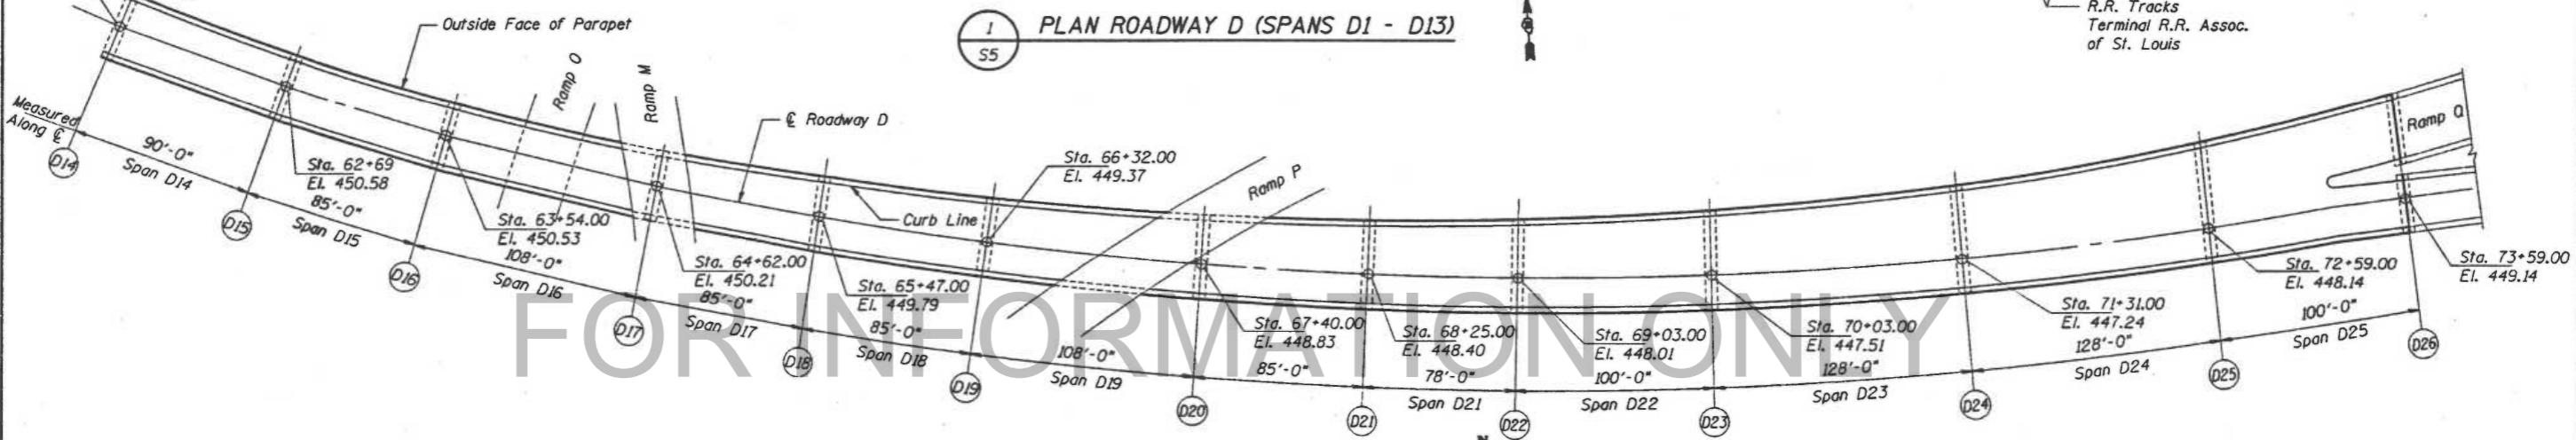 1
S5
PLAN ROADWAY D (SPANS D1 - D13)
R.R. Tracks
Terminal R.R. Assoc.
of St. Louis
Outside Face of Parapet
Ramp O
Ramp M
℄ Roadway D
Curb Line
Ramp P
Ramp Q
Measured
Along ℄
Sta. 62+69
El. 450.58
Sta. 63+54.00
El. 450.53
Sta. 64+62.00
El. 450.21
Sta. 65+47.00
El. 449.79
Sta. 66+32.00
El. 449.37
Sta. 67+40.00
El. 448.83
Sta. 68+25.00
El. 448.40
Sta. 69+03.00
El. 448.01
Sta. 70+03.00
El. 447.51
Sta. 71+31.00
El. 447.24
Sta. 72+59.00
El. 448.14
Sta. 73+59.00
El. 449.14
90'-0"
Span D14
85'-0"
Span D15
108'-0"
Span D16
85'-0"
Span D17
85'-0"
Span D18
108'-0"
Span D19
85'-0"
78'-0"
Span D21
100'-0"
Span D22
128'-0"
Span D23
128'-0"
Span D24
100'-0"
Span D25
D14
D15
D16
D17
D18
D19
D20
D21
D22
D23
D24
D25
D26
FOR INFORMATION ONLY